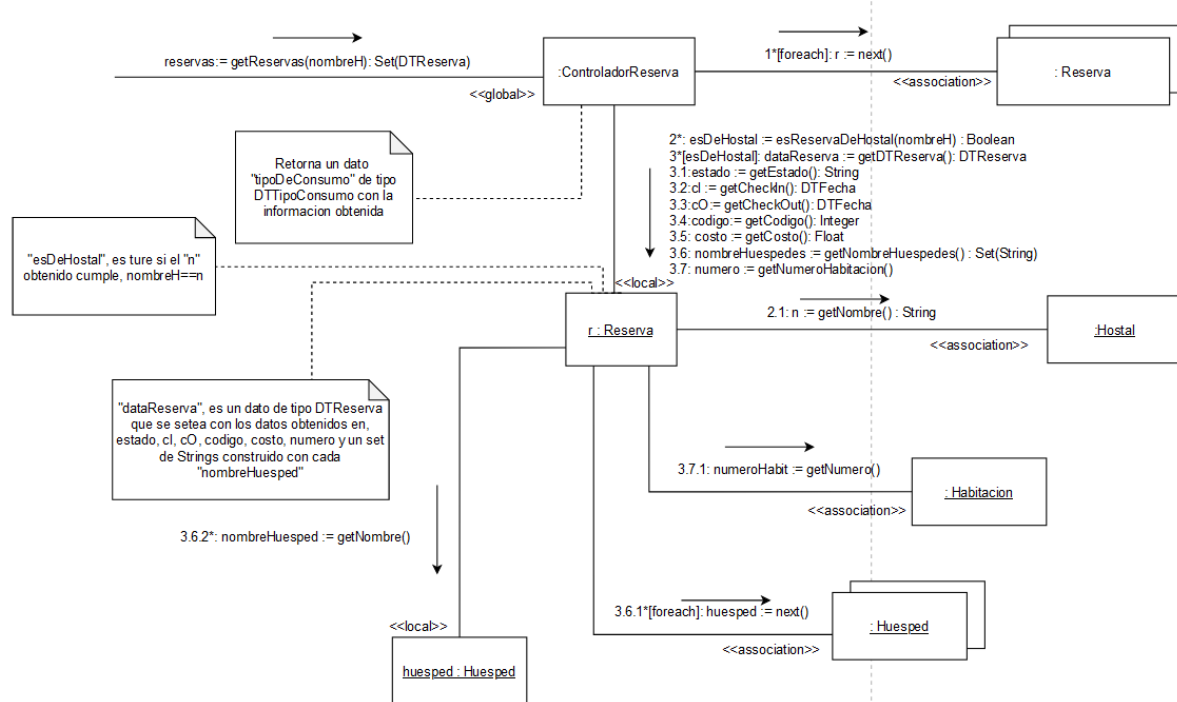 reservas:= getReservas(nombreH): Set(DTReserva)
<<global>>
:ControladorReserva
1*[foreach]: r := next()
<<association>>
: Reserva
Retorna un dato
"tipoDeConsumo" de tipo
DTTipoConsumo con la
informacion obtenida
2*: esDeHostal := esReservaDeHostal(nombreH) : Boolean
3*[esDeHostal]: dataReserva := getDTReserva(): DTReserva
3.1:estado := getEstado(): String
3.2: cI := getCheckIn(): DTFecha
3.3: cO := getCheckOut(): DTFecha
3.4:codigo:= getCodigo(): Integer
3.5: costo := getCosto(): Float
3.6: nombreHuespedes := getNombreHuespedes() : Set(String)
3.7: numero := getNumeroHabitacion()
<<local>>
"esDeHostal", es ture si el "n"
obtenido cumple, nombreH==n
r : Reserva
2.1: n := getNombre() : String
<<association>>
:Hostal
"dataReserva", es un dato de tipo DTReserva
que se setea con los datos obtenidos en,
estado, cI, cO, codigo, costo, numero y un set
de Strings construido con cada
"nombreHuesped"
3.7.1: numeroHabit := getNumero()
<<association>>
: Habitacion
3.6.2*: nombreHuesped := getNombre()
<<local>>
huesped : Huesped
3.6.1*[foreach]: huesped := next()
<<association>>
: Huesped